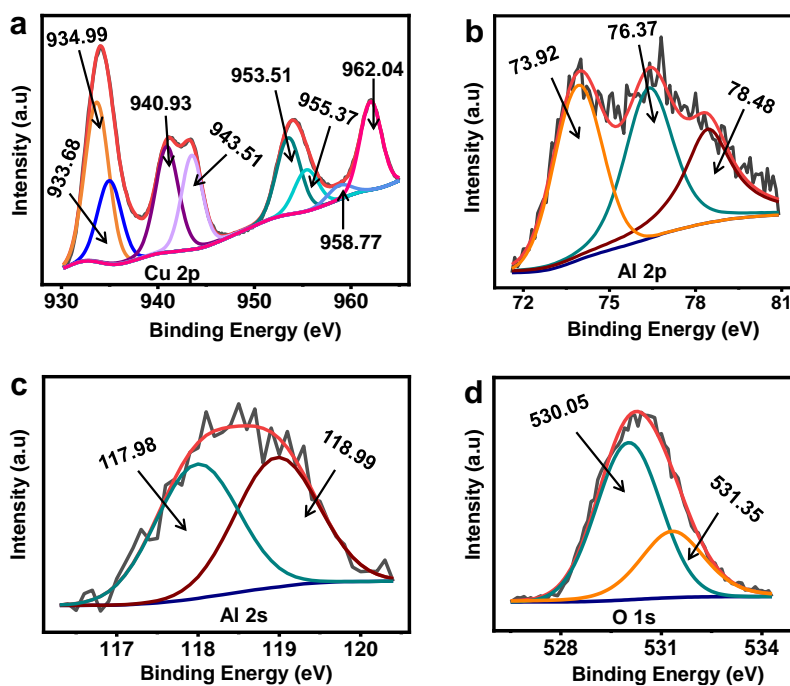 a
934.99
933.68
940.93
943.51
953.51
955.37
962.04
958.77
Cu 2p
Intensity (a.u)
930 940 950 960
Binding Energy (eV)
b
73.92
76.37
78.48
Al 2p
Intensity (a.u)
72 75 78 81
Binding Energy (eV)
c
117.98
118.99
Al 2s
Intensity (a.u)
117 118 119 120
Binding Energy (eV)
d
530.05
531.35
O 1s
Intensity (a.u)
528 531 534
Binding Energy (eV)